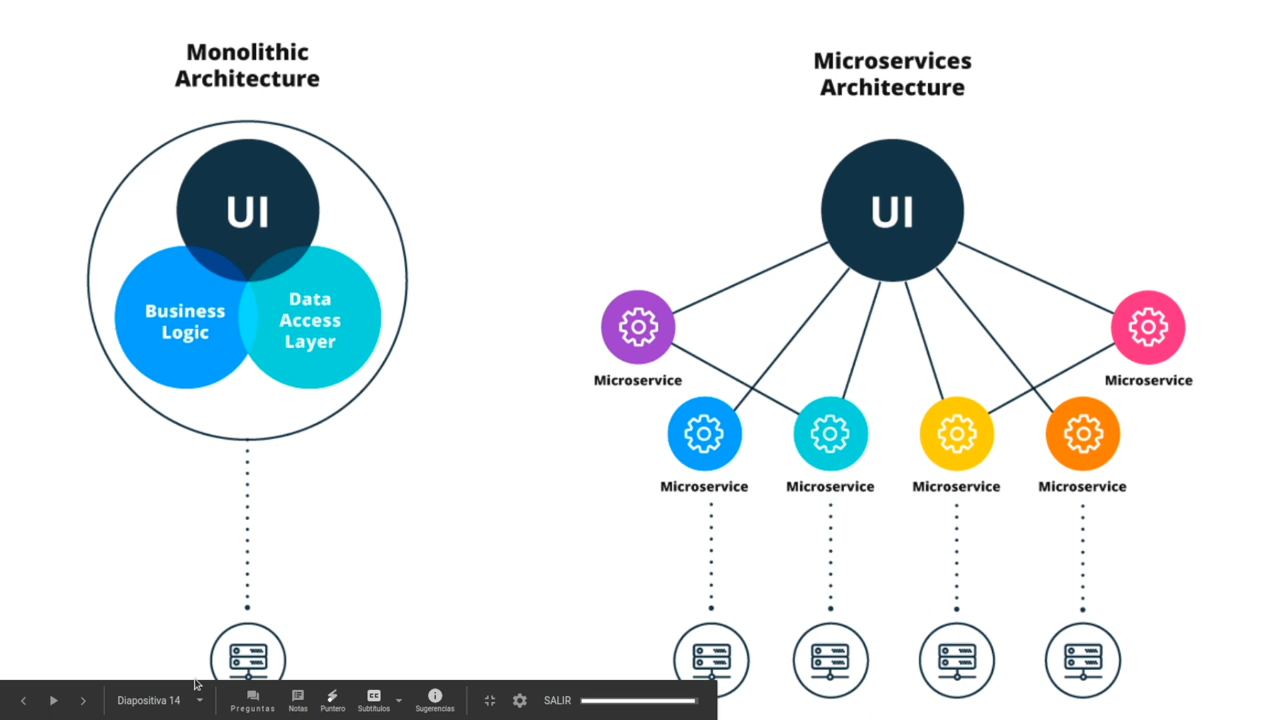 Monolithic
Architecture
Microservices
Architecture
UI
UI
Business
Logic
Data
Access
Layer
Microservice
Microservice
Microservice
Microservice
Microservice
Microservice
Diapositiva 14
Preguntas
Notas
Puntero
Subtítulos
Sugerencias
SALIR
CC